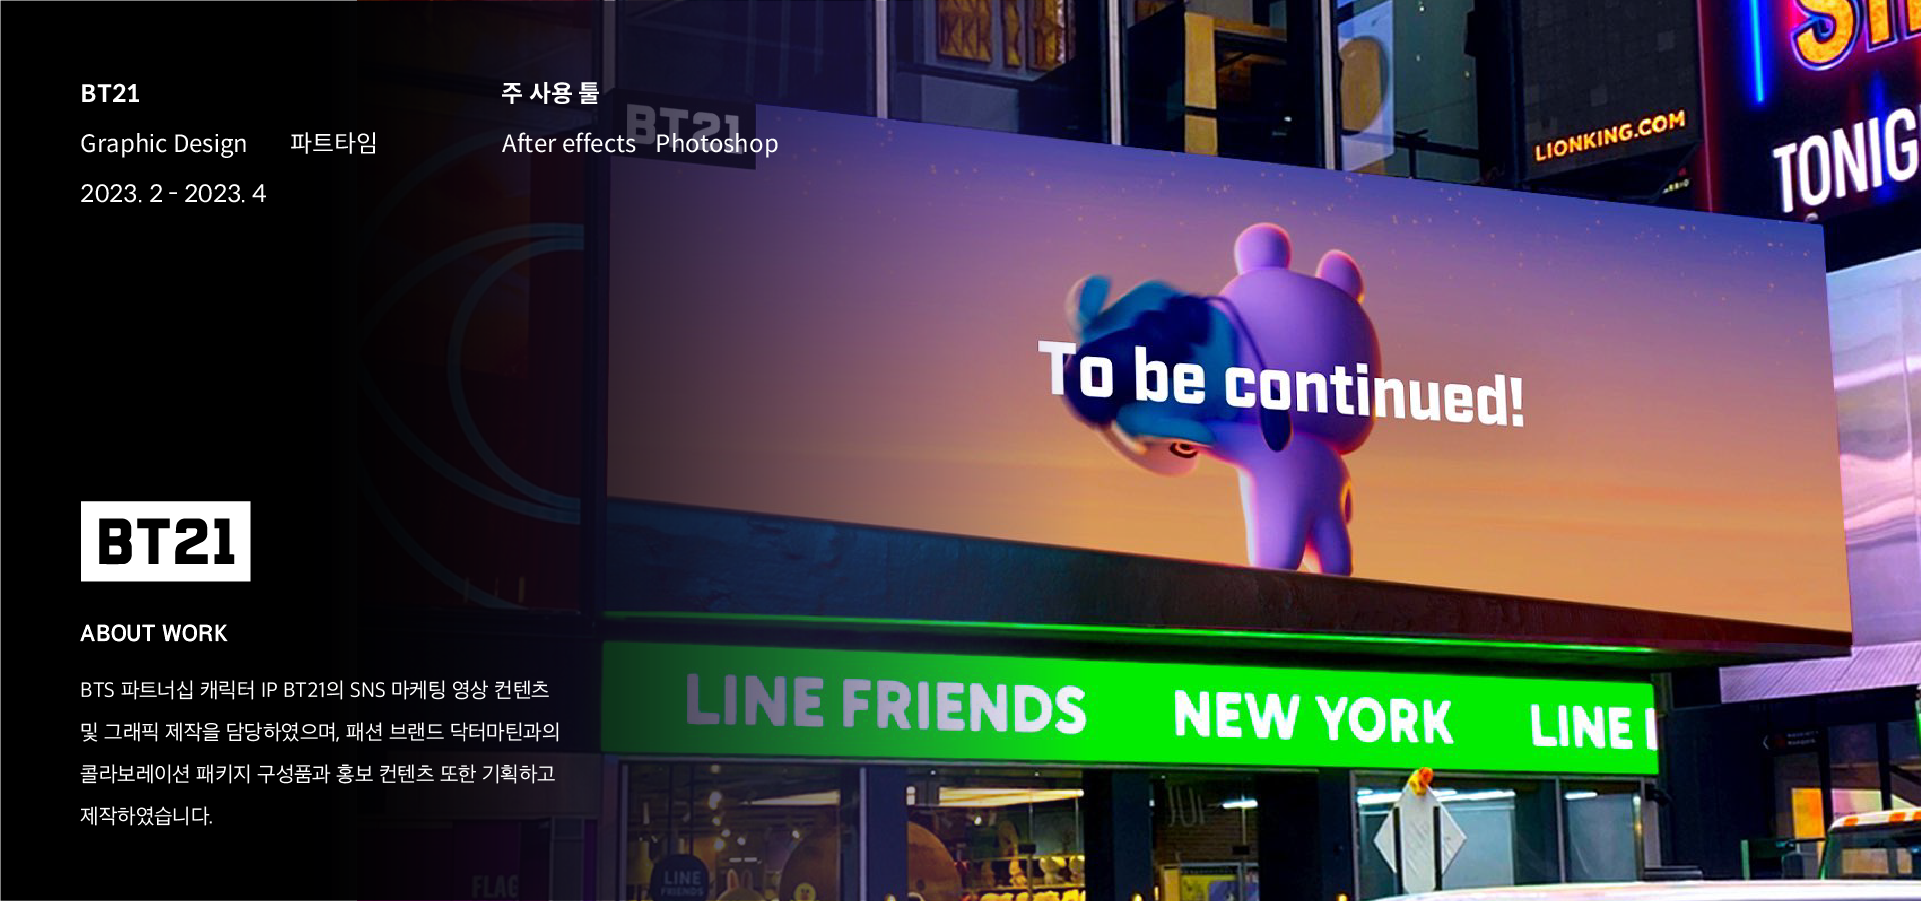 BT21
Graphic Design 파트타임
2023. 2 - 2023. 4
주 사용 툴
After effects Photoshop
BT21
BT21
ABOUT WORK
BTS 파트너십 캐릭터 IP BT21의 SNS 마케팅 영상 컨텐츠
및 그래픽 제작을 담당하였으며, 패션 브랜드 닥터마틴과의
콜라보레이션 패키지 구성품과 홍보 컨텐츠 또한 기획하고
제작하였습니다.
To be continued!
LIONKING.COM
LINE FRIENDS NEW YORK LINE
LINE
FRIENDS
FLAG